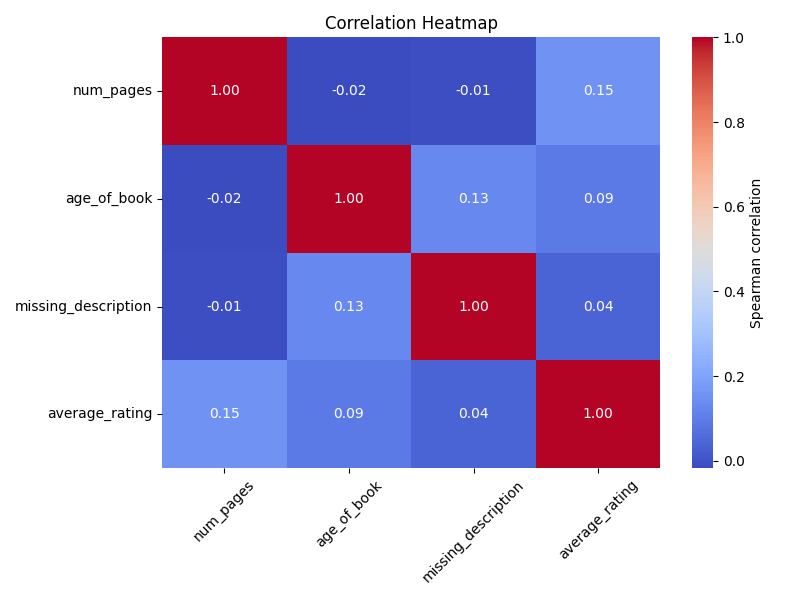 Correlation Heatmap
num_pages 1.00 -0.02 -0.01 0.15
age_of_book -0.02 1.00 0.13 0.09
missing_description -0.01 0.13 1.00 0.04
average_rating 0.15 0.09 0.04 1.00
num_pages age_of_book missing_description average_rating
1.0
0.8
0.6
0.4
0.2
0.0
Spearman correlation